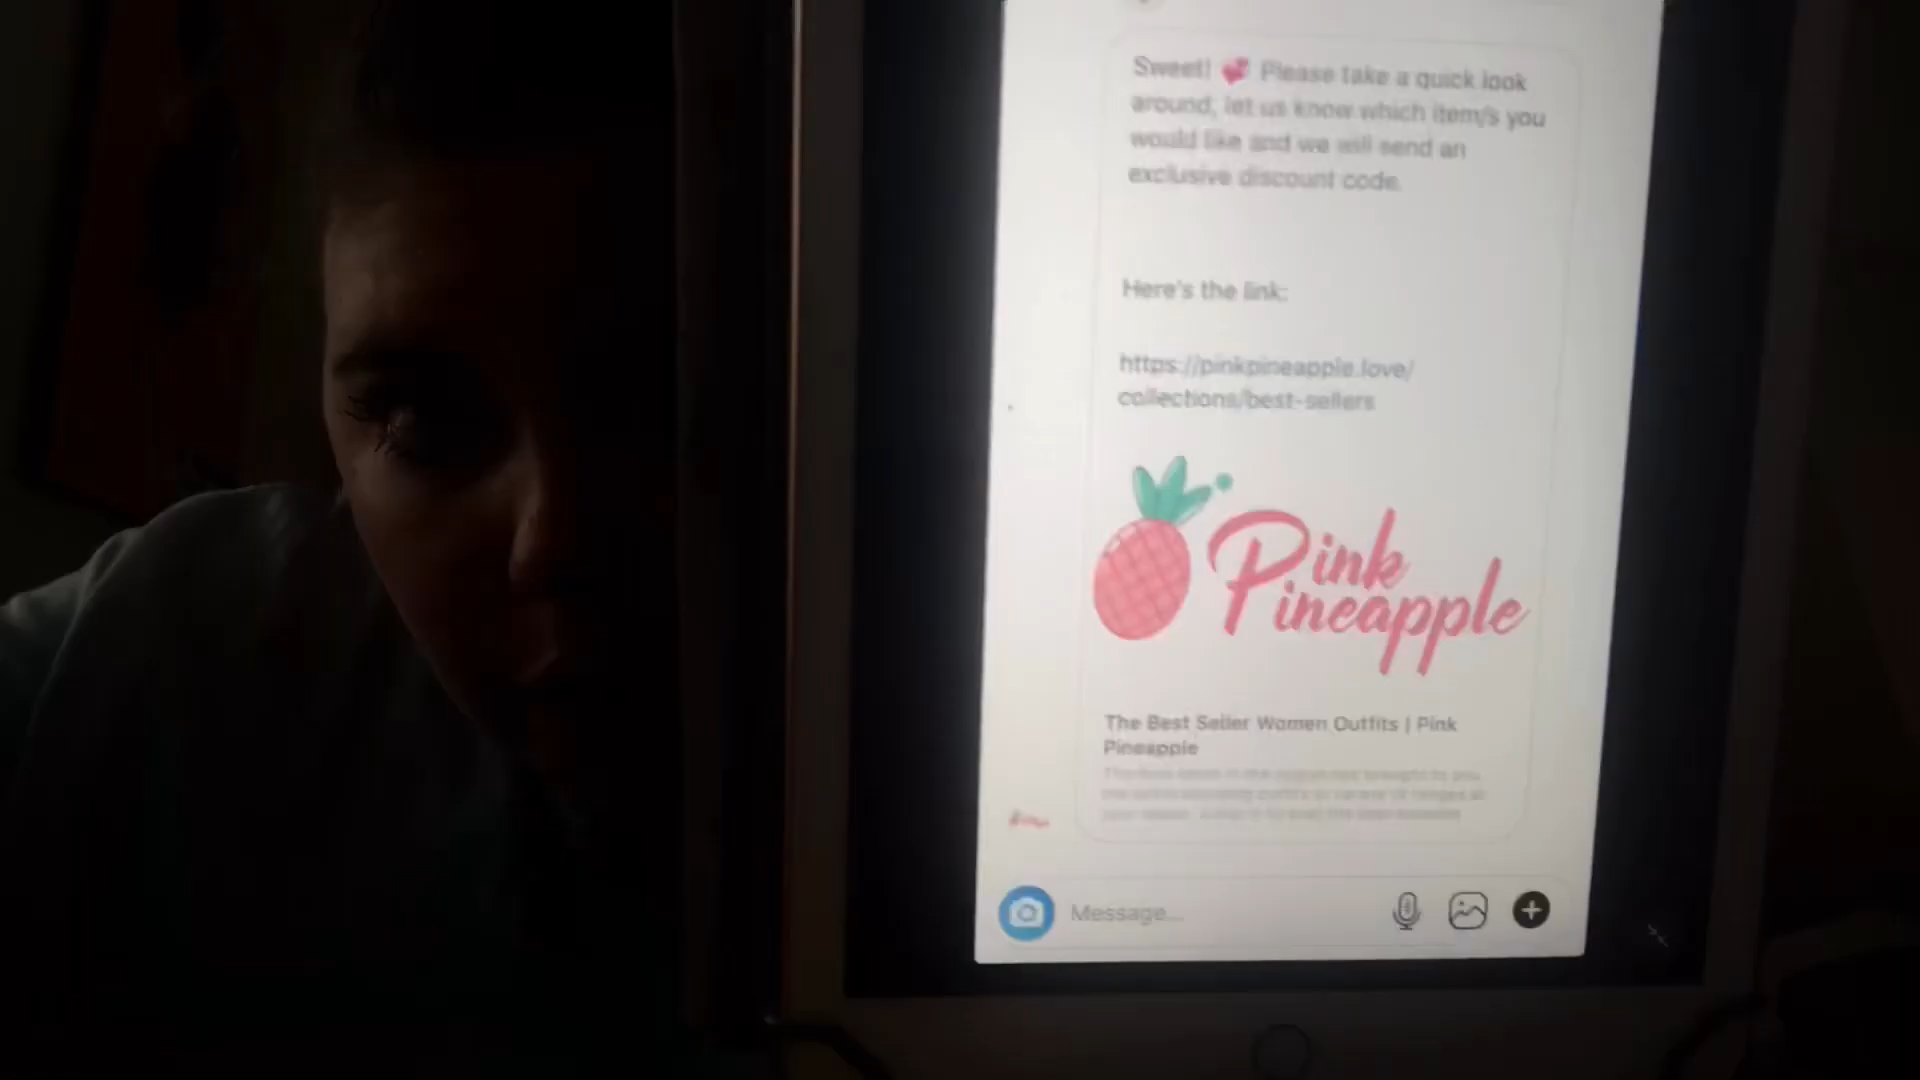 Sweet! 💕 Please take a quick look
around, let us know which item/s you
would like and we will send an
exclusive discount code.
Here's the link:
https://pinkpineapple.love/
collections/best-sellers
Pink
Pineapple
The Best Seller Women Outfits | Pink
Pineapple
Message...